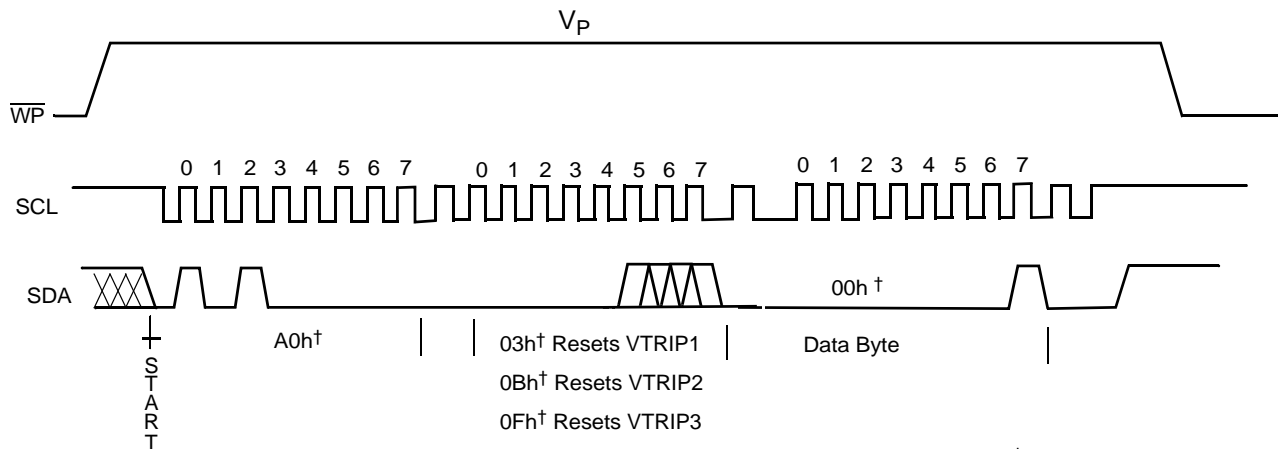 VP
WP
0 1 2 3 4 5 6 7 0 1 2 3 4 5 6 7 0 1 2 3 4 5 6 7
SCL
SDA
00h †
A0h†
03h† Resets VTRIP1
Data Byte
0Bh† Resets VTRIP2
0Fh† Resets VTRIP3
START